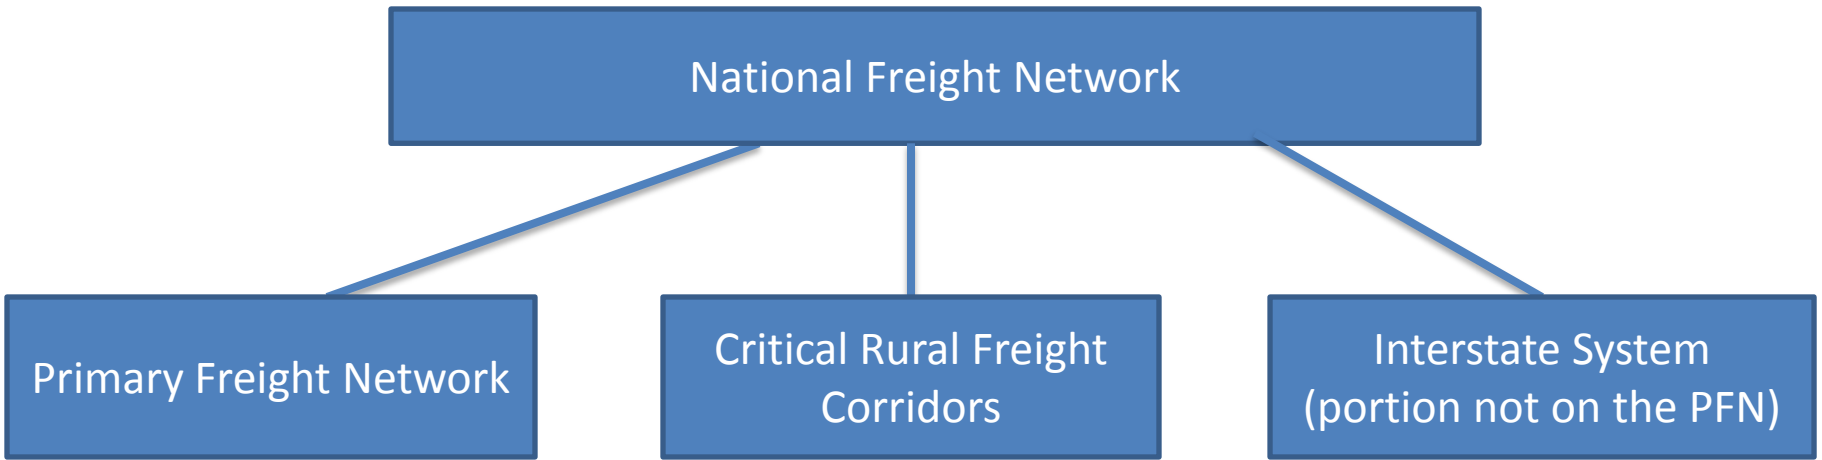 National Freight Network
Primary Freight Network
Critical Rural Freight
Corridors
Interstate System
(portion not on the PFN)